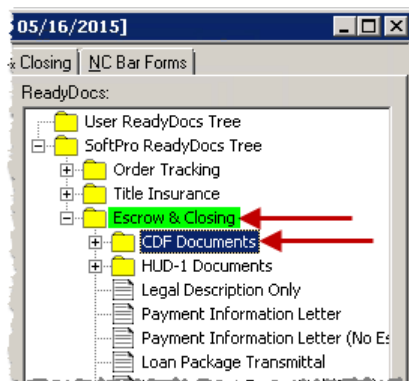 05/16/2015]
& Closing NC Bar Forms
ReadyDocs:
User ReadyDocs Tree
SoftPro ReadyDocs Tree
Order Tracking
Title Insurance
Escrow & Closing
CDF Documents
HUD-1 Documents
Legal Description Only
Payment Information Letter
Payment Information Letter (No Es
Loan Package Transmittal